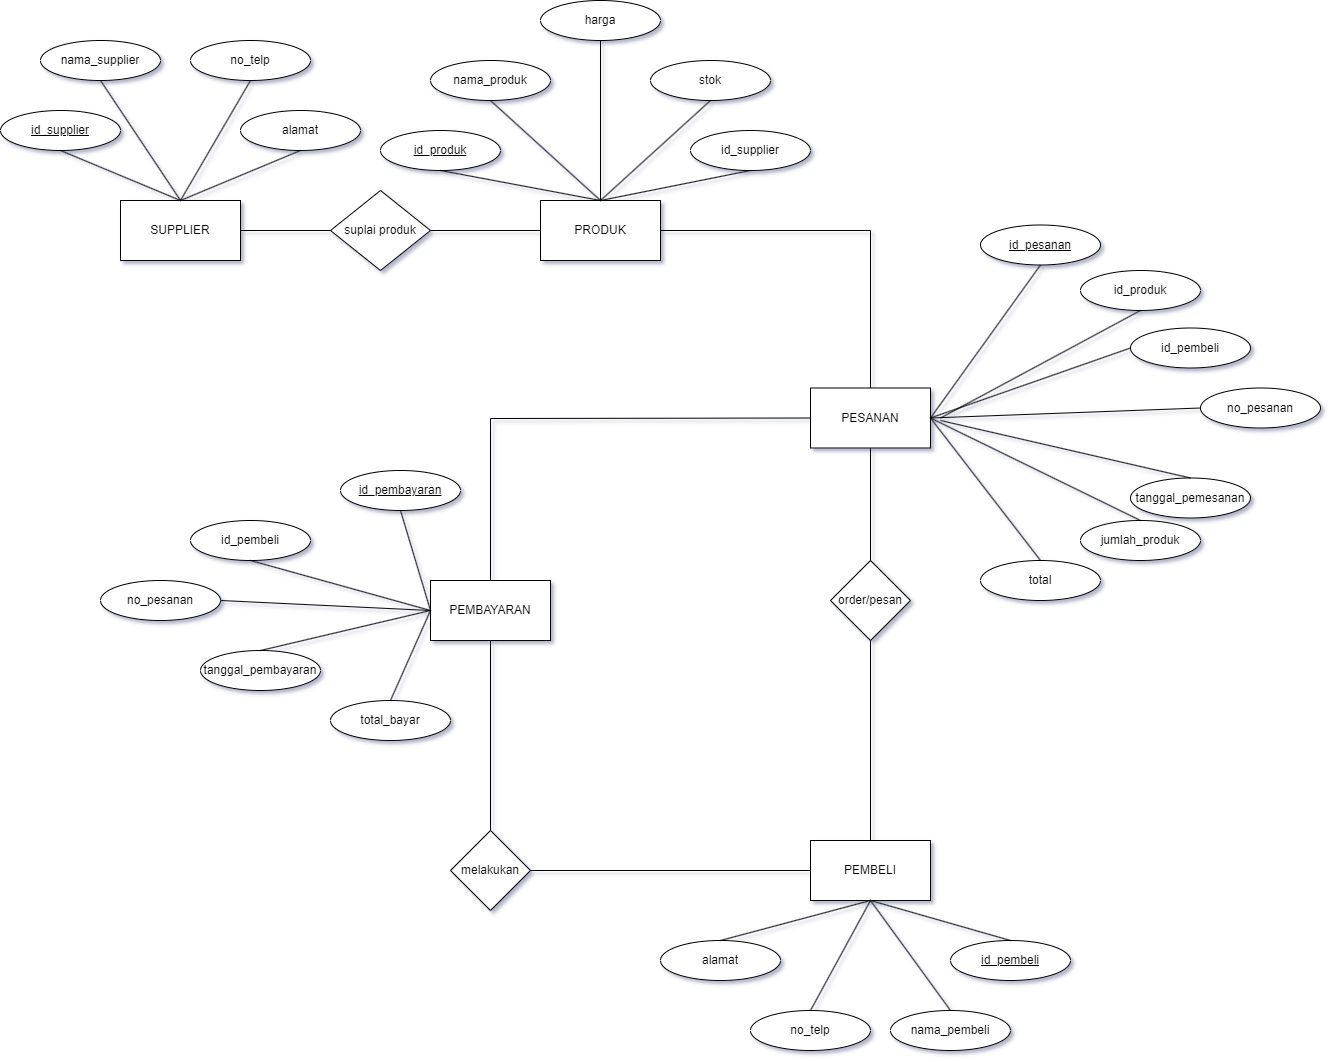 harga
nama_supplier
no_telp
nama_produk
stok
id_supplier
alamat
id_produk
id_supplier
SUPPLIER
suplai produk
PRODUK
id_pesanan
id_produk
id_pembeli
no_pesanan
PESANAN
tanggal_pemesanan
jumlah_produk
total
id_pembayaran
id_pembeli
no_pesanan
PEMBAYARAN
order/pesan
tanggal_pembayaran
total_bayar
melakukan
PEMBELI
alamat
id_pembeli
no_telp
nama_pembeli